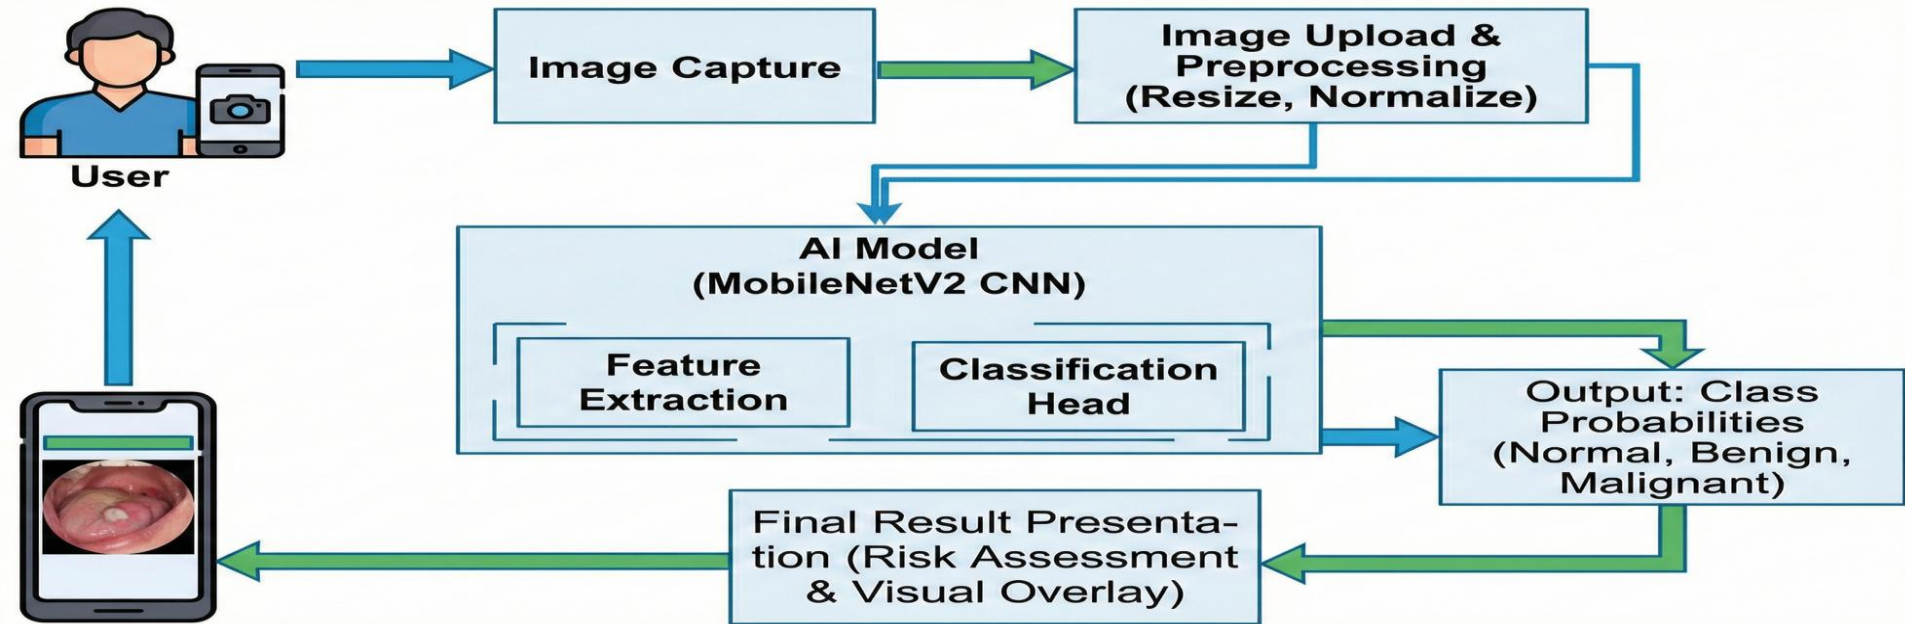 User
Image Capture
Image Upload &
Preprocessing
(Resize, Normalize)
AI Model
(MobileNetV2 CNN)
Feature
Extraction
Classification
Head
Output: Class
Probabilities
(Normal, Benign,
Malignant)
Final Result Presenta-
tion (Risk Assessment
& Visual Overlay)